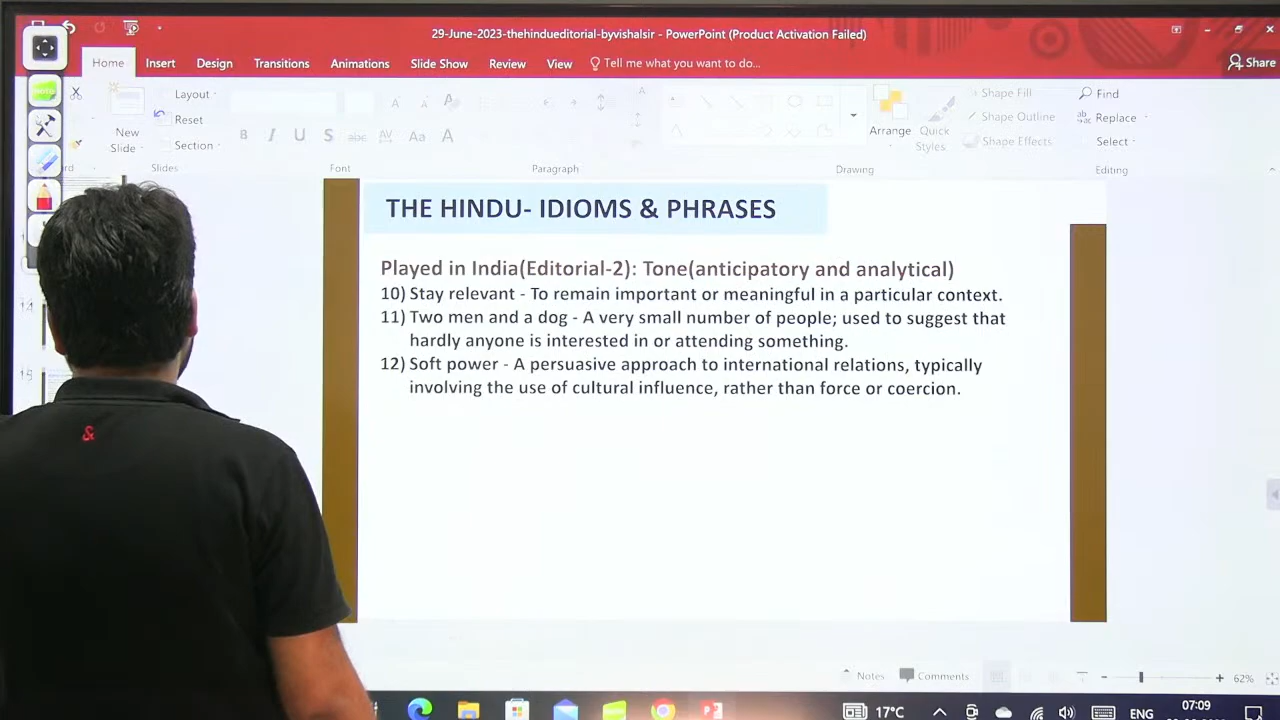 29-June-2023-thehindueditorial-byvishalsir - PowerPoint (Product Activation Failed)
Home Insert Design Transitions Animations Slide Show Review View Tell me what you want to do... Share
Layout
Reset
Section
New Slide
Slides
B I U S abc AV Aa A
Font
Paragraph
Arrange
Quick Styles
Shape Fill
Shape Outline
Shape Effects
Drawing
Find
Replace
Select
Editing
THE HINDU- IDIOMS & PHRASES
Played in India(Editorial-2): Tone(anticipatory and analytical)
10) Stay relevant - To remain important or meaningful in a particular context.
11) Two men and a dog - A very small number of people; used to suggest that
hardly anyone is interested in or attending something.
12) Soft power - A persuasive approach to international relations, typically
involving the use of cultural influence, rather than force or coercion.
&
Notes Comments 62%
17°C ENG 07:09